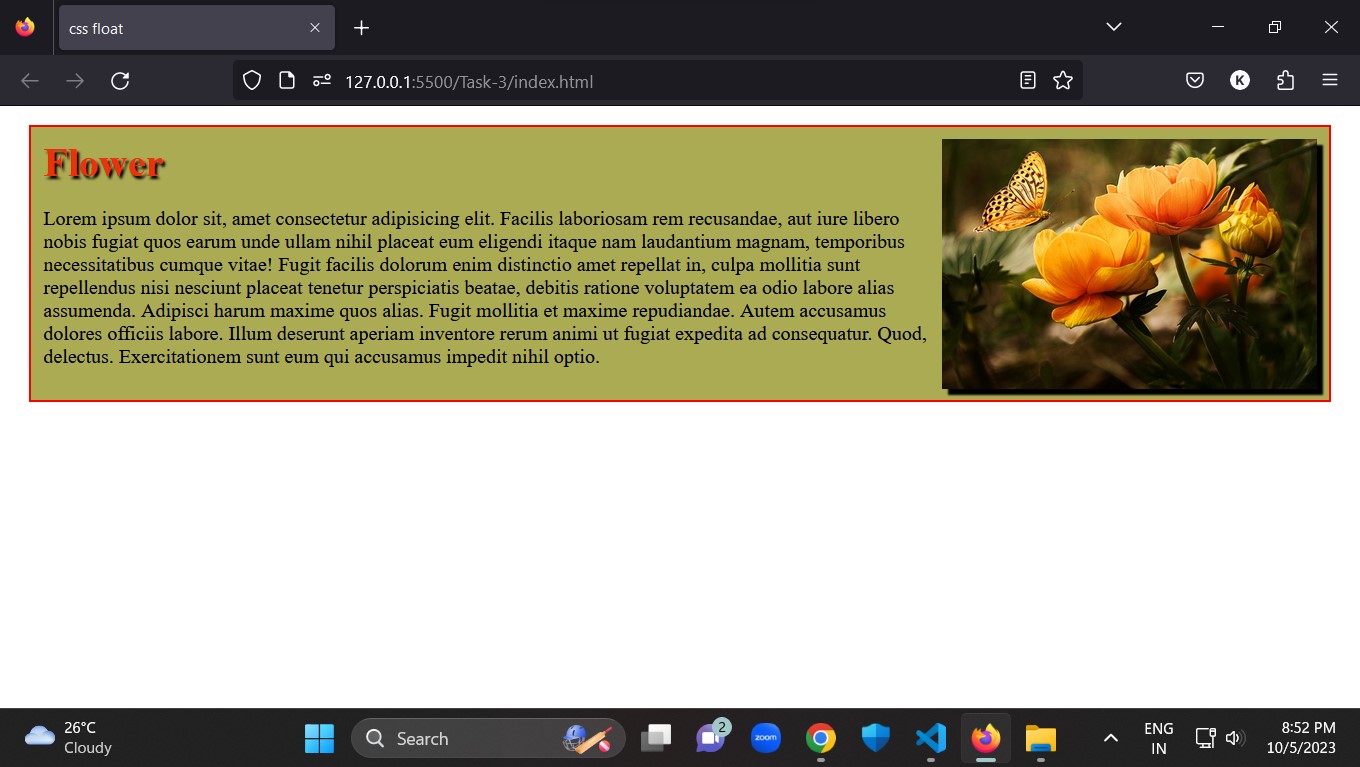 css float
127.0.0.1:5500/Task-3/index.html
K
Flower
Lorem ipsum dolor sit, amet consectetur adipisicing elit. Facilis laboriosam rem recusandae, aut iure libero
nobis fugiat quos earum unde ullam nihil placeat eum eligendi itaque nam laudantium magnam, temporibus
necessitatibus cumque vitae! Fugit facilis dolorum enim distinctio amet repellat in, culpa mollitia sunt
repellendus nisi nesciunt placeat tenetur perspiciatis beatae, debitis ratione voluptatem ea odio labore alias
assumenda. Adipisci harum maxime quos alias. Fugit mollitia et maxime repudiandae. Autem accusamus
dolores officiis labore. Illum deserunt aperiam inventore rerum animi ut fugiat expedita ad consequatur. Quod,
delectus. Exercitationem sunt eum qui accusamus impedit nihil optio.
26°C
Cloudy
Search
2
zoom
ENG
IN
8:52 PM
10/5/2023